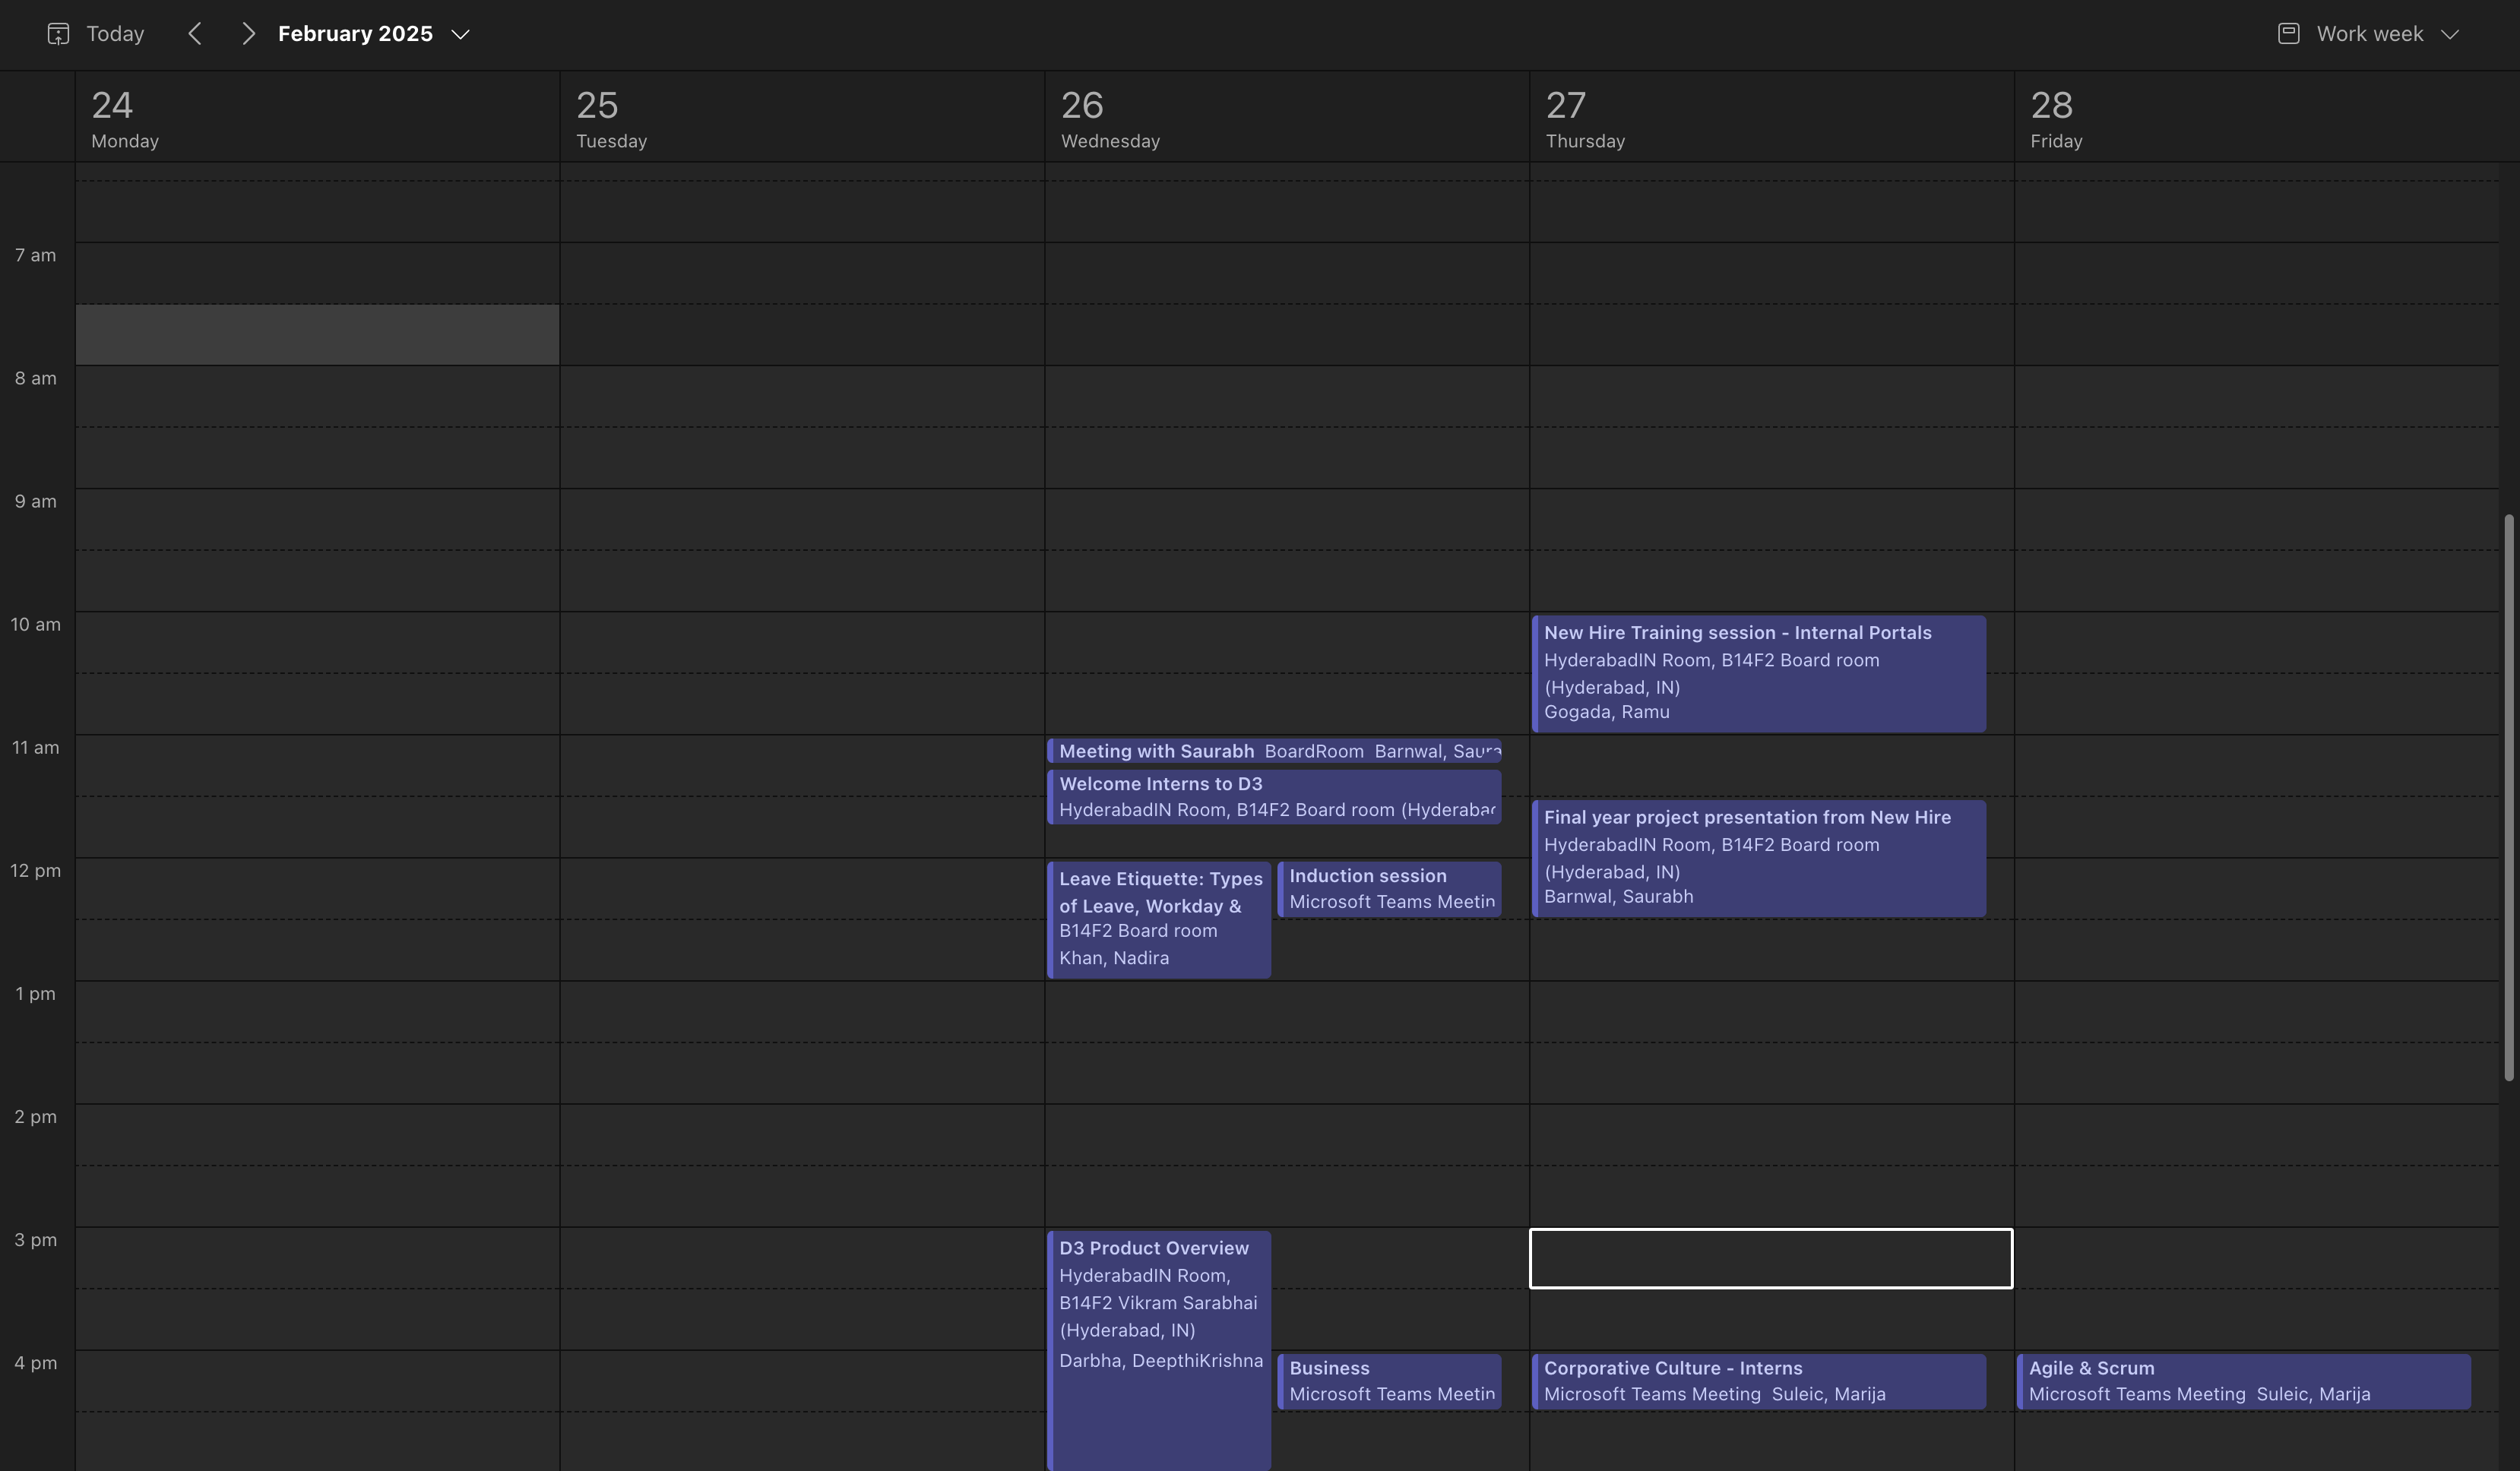 Today
February 2025
Work week
24
Monday
25
Tuesday
26
Wednesday
27
Thursday
28
Friday
7 am
8 am
9 am
10 am
11 am
12 pm
1 pm
2 pm
3 pm
4 pm
Meeting with Saurabh BoardRoom Barnwal,
Welcome Interns to D3
HyderabadIN Room, B14F2 Board room
Leave Etiquette: Types
of Leave, Workday &
B14F2 Board room
Khan, Nadira
Induction session
Microsoft Teams Meetin
D3 Product Overview
HyderabadIN Room,
B14F2 Vikram Sarabhai
(Hyderabad, IN)
Darbha, DeepthiKrishna
Business
Microsoft Teams Meetin
New Hire Training session - Internal Portals
HyderabadIN Room, B14F2 Board room
(Hyderabad, IN)
Gogada, Ramu
Final year project presentation from New Hire
HyderabadIN Room, B14F2 Board room
(Hyderabad, IN)
Barnwal, Saurabh
Corporative Culture - Interns
Microsoft Teams Meeting Suleic, Marija
Agile & Scrum
Microsoft Teams Meeting Suleic, Marija